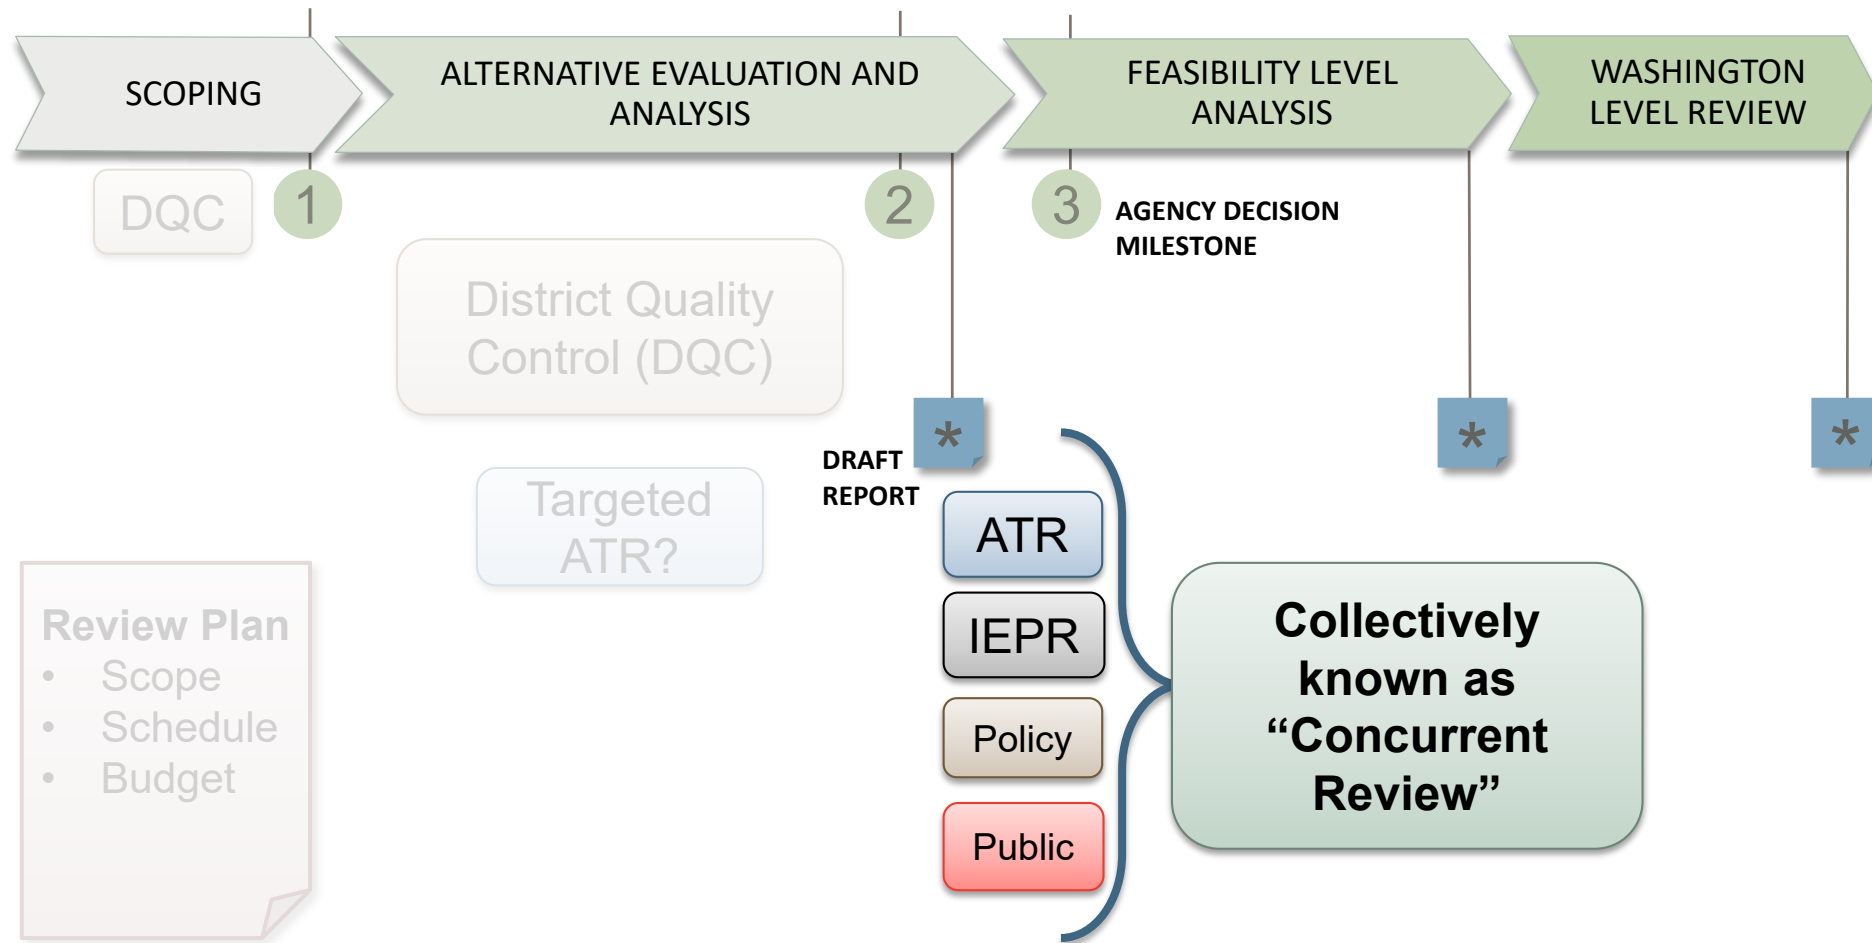 SCOPING
ALTERNATIVE EVALUATION AND
ANALYSIS
FEASIBILITY LEVEL
ANALYSIS
WASHINGTON
LEVEL REVIEW
DQC
1
2
3
AGENCY DECISION
MILESTONE
District Quality
Control (DQC)
*
*
*
DRAFT
REPORT
Targeted
ATR?
ATR
IEPR
Policy
Public
Collectively
known as
“Concurrent
Review”
Review Plan
• Scope
• Schedule
• Budget